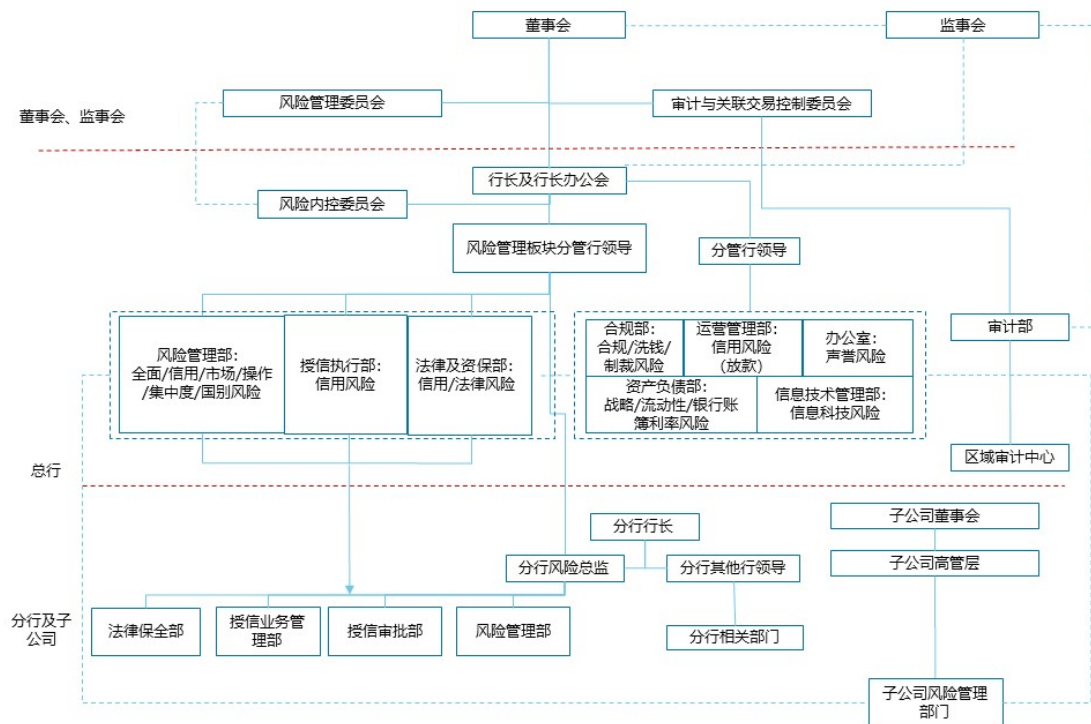 董事会
监事会
风险管理委员会
审计与关联交易控制委员会
董事会、监事会
行长及行长办公会
风险内控委员会
风险管理板块分管行领导
分管行领导
风险管理部：
全面/信用/市场/操作
/集中度/国别风险
授信执行部：
信用风险
法律及资保部：
信用/法律风险
合规部：
合规/洗钱/
制裁风险
运营管理部：
信用风险
（放款）
办公室：
声誉风险
资产负债部：
战略/流动性/银行账
簿利率风险
信息技术管理部：
信息科技风险
审计部
区域审计中心
总行
分行行长
子公司董事会
分行风险总监
分行其他行领导
子公司高管层
分行及子
公司
法律保全部
授信业务管
理部
授信审批部
风险管理部
分行相关部门
子公司风险管理
部门